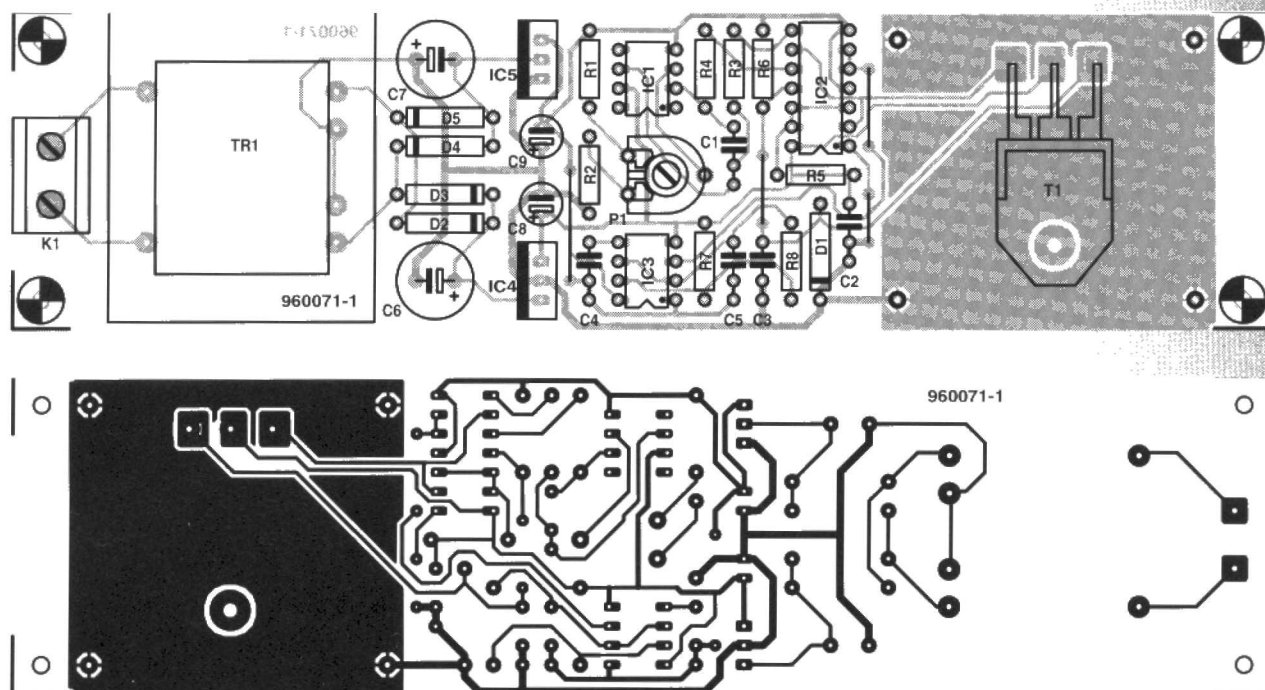 960071-1
C7
+
IC5
R1
IC1
R4
R3
R6
IC2
D5
D4
TR1
C9
+
C1
R2
R5
T1
K1
D3
D2
C8
+
P1
D1
IC3
R7
R8
C2
960071-1
C6
+
IC4
C4
C5
C3
960071-1